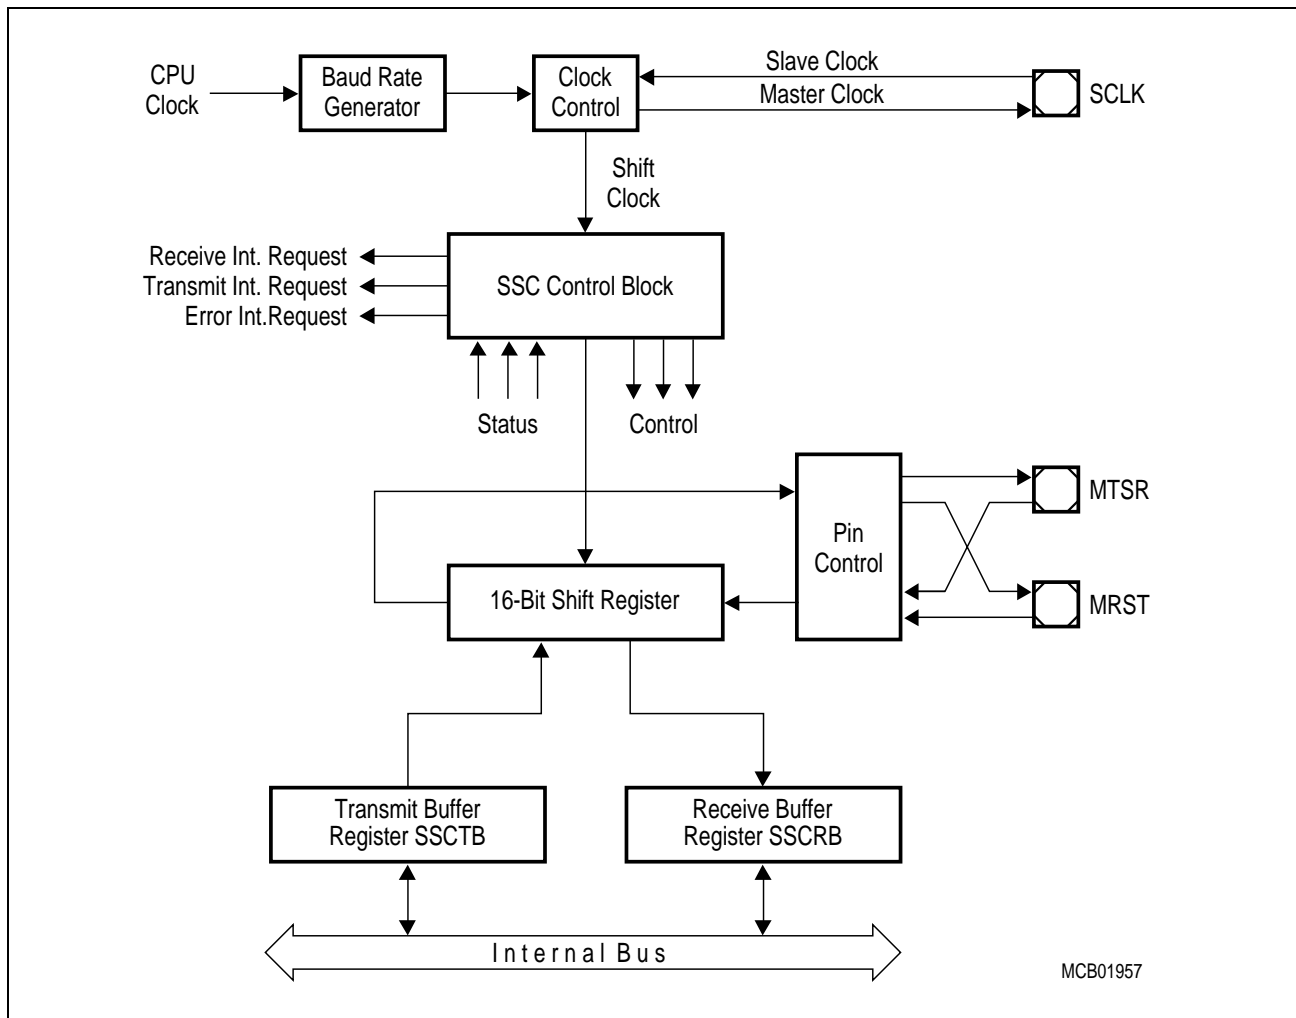 CPU
Clock
Baud Rate
Generator
Clock
Control
Slave Clock
Master Clock
SCLK
Shift
Clock
Receive Int. Request
Transmit Int. Request
Error Int.Request
SSC Control Block
Status
Control
Pin
Control
MTSR
MRST
16-Bit Shift Register
Transmit Buffer
Register SSCTB
Receive Buffer
Register SSCRB
Internal Bus
MCB01957